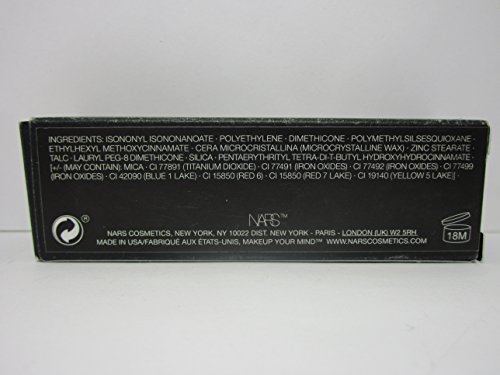 INGREDIENTS: ISONONYL ISONONANOATE • POLYETHYLENE • DIMETHICONE • POLYMETHYLSILSESQUIOXANE •
ETHYLHEXYL METHOXYCINNAMATE • CERA MICROCRISTALLINA (MICROCRYSTALLINE WAX) • ZINC STEARATE
• TALC • LAURYL PEG-8 DIMETHICONE • SILICA • PENTAERYTHRITYL TETRA-DI-T-BUTYL HYDROXYHYDROCINNAMATE •
[+/- (MAY CONTAIN): MICA • CI 77891 (TITANIUM DIOXIDE) • CI 77491 (IRON OXIDES) • CI 77492 (IRON OXIDES) • CI 77499
(IRON OXIDES) • CI 42090 (BLUE 1 LAKE) • CI 15850 (RED 6) • CI 15850 (RED 7 LAKE) • CI 19140 (YELLOW 5 LAKE)]
®
NARS™
NARS COSMETICS, NEW YORK, NY 10022 DIST. NEW YORK - PARIS - LONDON (UK) W2 5RH
MADE IN USA/FABRIQUÉ AUX ÉTATS-UNIS, MAKEUP YOUR MIND™ WWW.NARSCOSMETICS.COM
18M